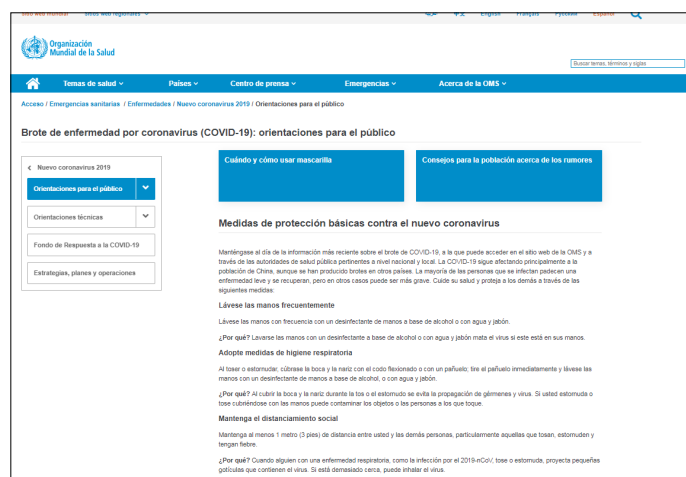 Sitio web mundial Sitios web regionales
中文 English Français Русский Español
Organización
Mundial de la Salud
Buscar temas, términos y siglas
Temas de salud Países Centro de prensa Emergencias Acerca de la OMS
Acceso / Emergencias sanitarias / Enfermedades / Nuevo coronavirus 2019 / Orientaciones para el público
Brote de enfermedad por coronavirus (COVID-19): orientaciones para el público
Nuevo coronavirus 2019
Orientaciones para el público
Orientaciones técnicas
Fondo de Respuesta a la COVID-19
Estrategias, planes y operaciones
Cuándo y cómo usar mascarilla
Consejos para la población acerca de los rumores
Medidas de protección básicas contra el nuevo coronavirus
Manténgase al día de la información más reciente sobre el brote de COVID-19, a la que puede acceder en el sitio web de la OMS y a
través de las autoridades de salud pública pertinentes a nivel nacional y local. La COVID-19 sigue afectando principalmente a la
población de China, aunque se han producido brotes en otros países. La mayoría de las personas que se infectan padecen una
enfermedad leve y se recuperan, pero en otros casos puede ser más grave. Cuide su salud y proteja a los demás a través de las
siguientes medidas:
Lávese las manos frecuentemente
Lávese las manos con frecuencia con un desinfectante de manos a base de alcohol o con agua y jabón.
¿Por qué? Lavarse las manos con un desinfectante a base de alcohol o con agua y jabón mata el virus si este está en sus manos.
Adopte medidas de higiene respiratoria
Al toser o estornudar, cúbrase la boca y la nariz con el codo flexionado o con un pañuelo; tire el pañuelo inmediatamente y lávese las
manos con un desinfectante de manos a base de alcohol, o con agua y jabón.
¿Por qué? Al cubrir la boca y la nariz durante la tos o el estornudo se evita la propagación de gérmenes y virus. Si usted estornuda o
tose cubriéndose con las manos puede contaminar los objetos o las personas a los que toque.
Mantenga el distanciamiento social
Mantenga al menos 1 metro (3 pies) de distancia entre usted y las demás personas, particularmente aquellas que tosan, estornuden y
tengan fiebre.
¿Por qué? Cuando alguien con una enfermedad respiratoria, como la infección por el 2019-nCoV, tose o estornuda, proyecta pequeñas
gotículas que contienen el virus. Si está demasiado cerca, puede inhalar el virus.